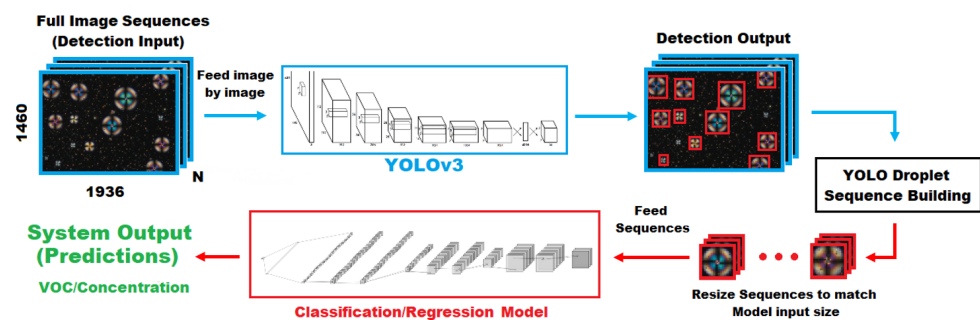 Full Image Sequences
(Detection Input)
1460
1936
N
Feed image
by image
YOLOv3
Detection Output
YOLO Droplet
Sequence Building
Resize Sequences to match
Model input size
Feed
Sequences
Classification/Regression Model
System Output
(Predictions)
VOC/Concentration